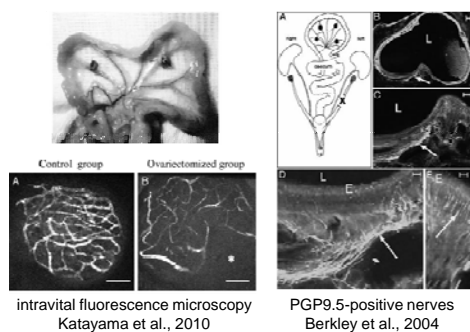 Control group
Ovariectomized group
A
B
*
intravital fluorescence microscopy
Katayama et al., 2010
A
B
L
X
C
L
D
L
E
E
E
PGP9.5-positive nerves
Berkley et al., 2004